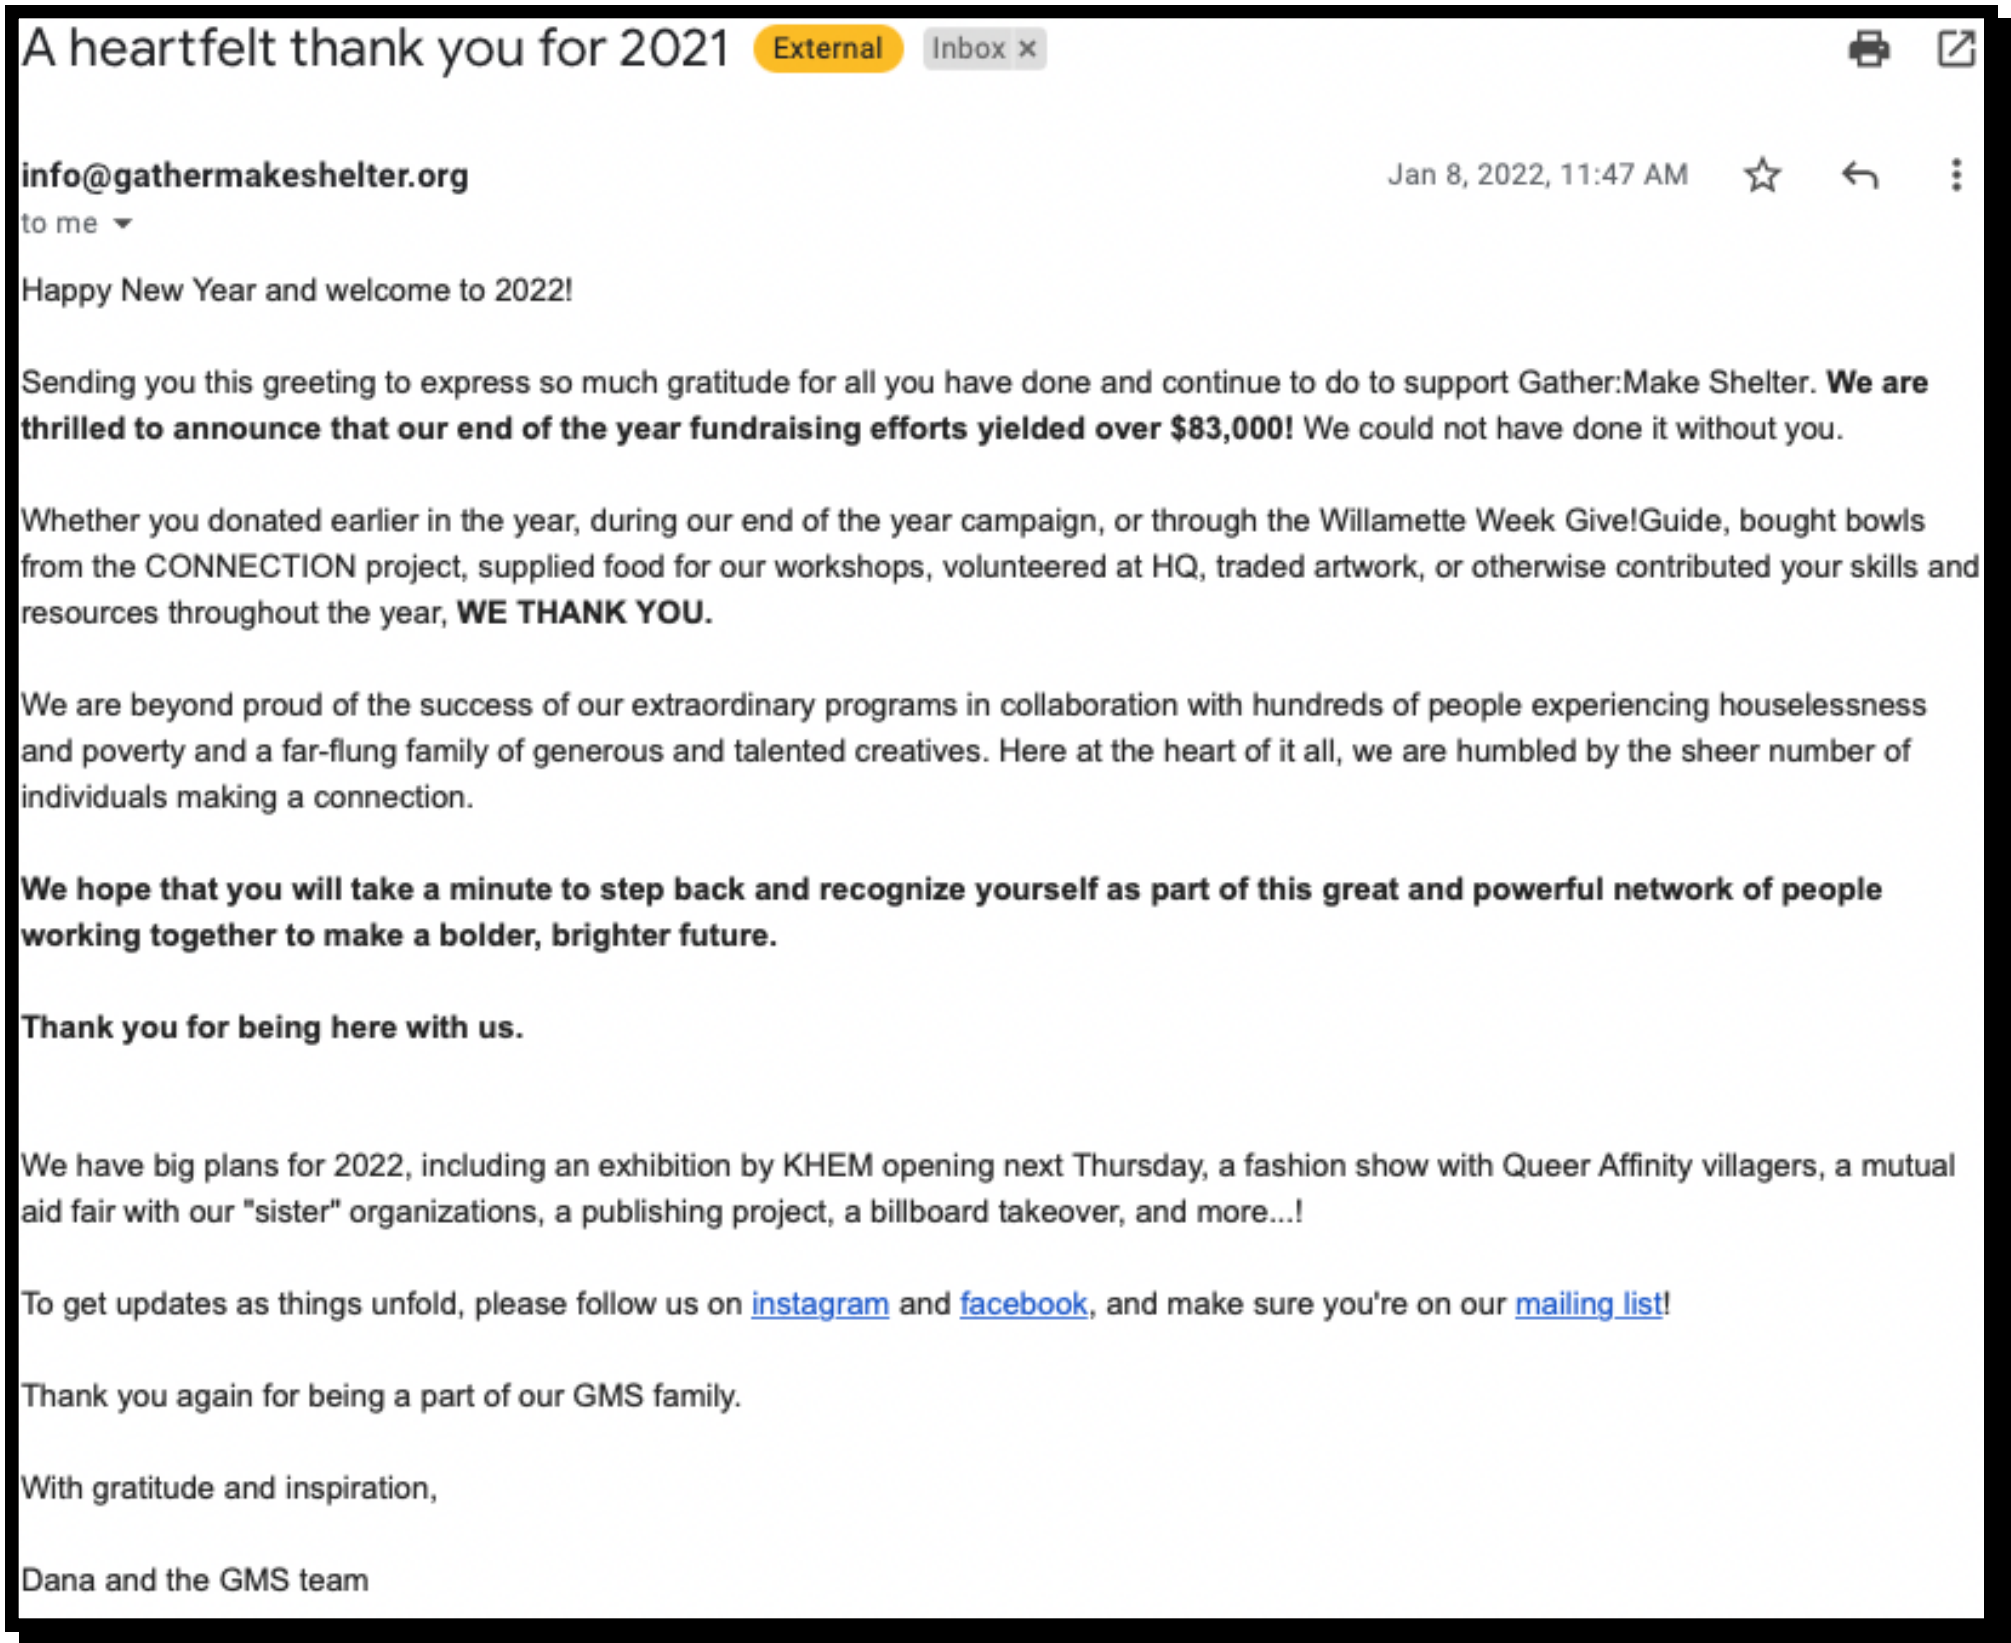 A heartfelt thank you for 2021 External Inbox ×
info@gathermakeshelter.org Jan 8, 2022, 11:47 AM
to me
Happy New Year and welcome to 2022!
Sending you this greeting to express so much gratitude for all you have done and continue to do to support Gather:Make Shelter. We are
thrilled to announce that our end of the year fundraising efforts yielded over $83,000! We could not have done it without you.
Whether you donated earlier in the year, during our end of the year campaign, or through the Willamette Week Give!Guide, bought bowls
from the CONNECTION project, supplied food for our workshops, volunteered at HQ, traded artwork, or otherwise contributed your skills and
resources throughout the year, WE THANK YOU.
We are beyond proud of the success of our extraordinary programs in collaboration with hundreds of people experiencing houselessness
and poverty and a far-flung family of generous and talented creatives. Here at the heart of it all, we are humbled by the sheer number of
individuals making a connection.
We hope that you will take a minute to step back and recognize yourself as part of this great and powerful network of people
working together to make a bolder, brighter future.
Thank you for being here with us.
We have big plans for 2022, including an exhibition by KHEM opening next Thursday, a fashion show with Queer Affinity villagers, a mutual
aid fair with our "sister" organizations, a publishing project, a billboard takeover, and more...!
To get updates as things unfold, please follow us on instagram and facebook, and make sure you're on our mailing list!
Thank you again for being a part of our GMS family.
With gratitude and inspiration,
Dana and the GMS team